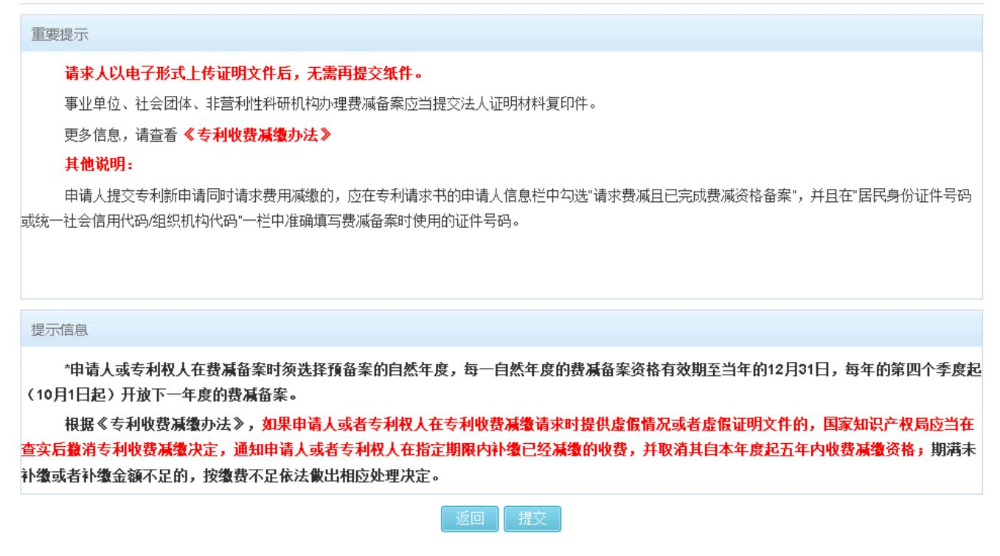 重要提示
请求人以电子形式上传证明文件后，无需再提交纸件。
事业单位、社会团体、非营利性科研机构办理费减备案应当提交法人证明材料复印件。
更多信息，请查看《专利收费减缴办法》
其他说明：
申请人提交专利新申请同时请求费用减缴的，应在专利请求书的申请人信息栏中勾选"请求费减且已完成费减资格备案"，并且在"居民身份证件号码
或统一社会信用代码/组织机构代码"一栏中准确填写费减备案时使用的证件号码。
提示信息
*申请人或专利权人在费减备案时须选择预备案的自然年度，每一自然年度的费减备案资格有效期至当年的12月31日，每年的第四个季度起
（10月1日起）开放下一年度的费减备案。
根据《专利收费减缴办法》，如果申请人或者专利权人在专利收费减缴请求时提供虚假情况或者虚假证明文件的，国家知识产权局应当在
查实后撤消专利收费减缴决定，通知申请人或者专利权人在指定期限内补缴已经减缴的收费，并取消其自本年度起五年内收费减缴资格；期满未
补缴或者补缴金额不足的，按缴费不足依法做出相应处理决定。
返回 提交